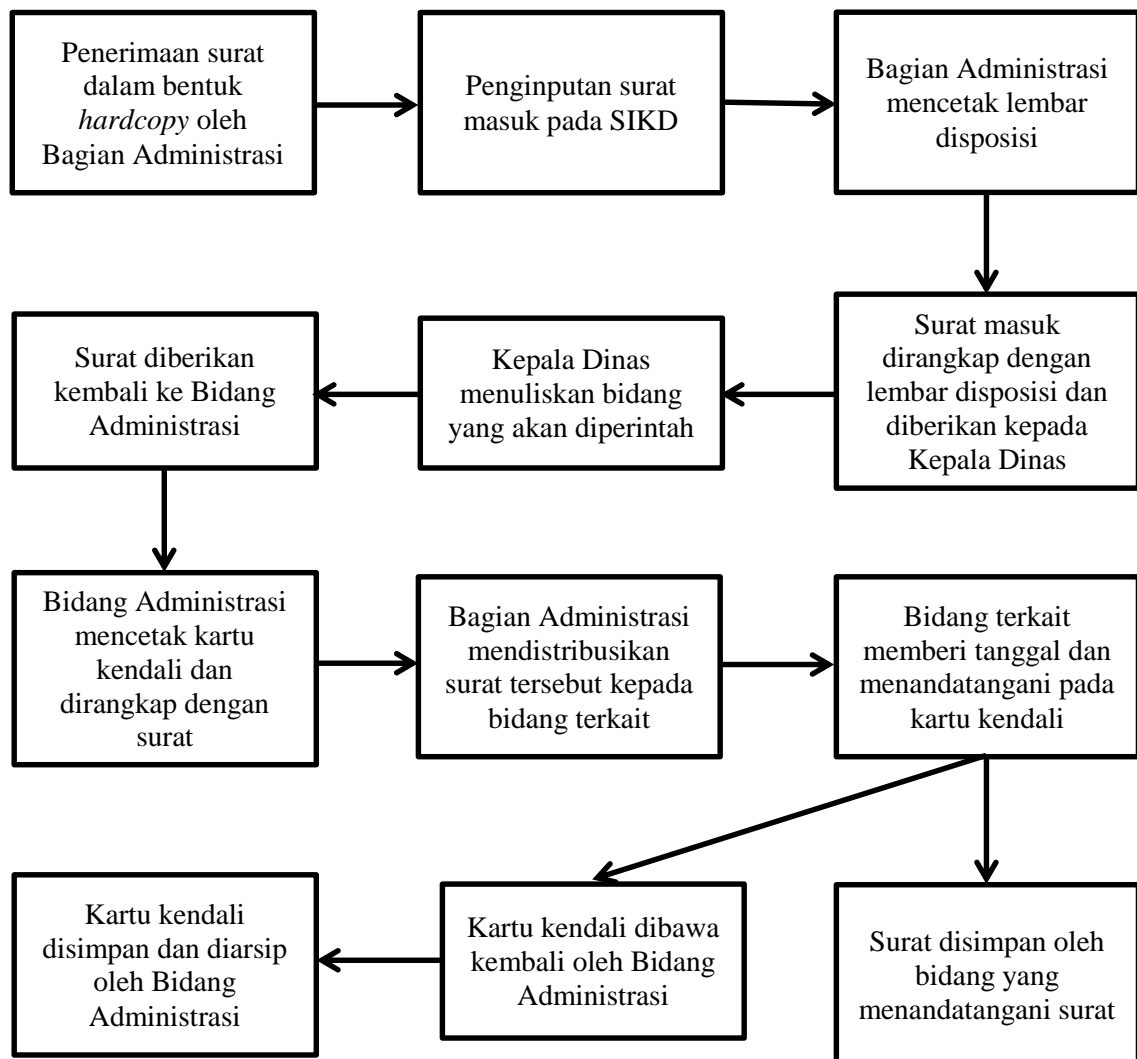 Penerimaan surat
dalam bentuk
hardcopy oleh
Bagian Administrasi
Penginputan surat
masuk pada SIKD
Bagian Administrasi
mencetak lembar
disposisi
Surat masuk
dirangkap dengan
lembar disposisi dan
diberikan kepada
Kepala Dinas
Kepala Dinas
menuliskan bidang
yang akan diperintah
Surat diberikan
kembali ke Bidang
Administrasi
Bidang Administrasi
mencetak kartu
kendali dan
dirangkap dengan
surat
Bagian Administrasi
mendistribusikan
surat tersebut kepada
bidang terkait
Bidang terkait
memberi tanggal dan
menandatangani pada
kartu kendali
Kartu kendali dibawa
kembali oleh Bidang
Administrasi
Kartu kendali
disimpan dan diarsip
oleh Bidang
Administrasi
Surat disimpan oleh
bidang yang
menandatangani surat